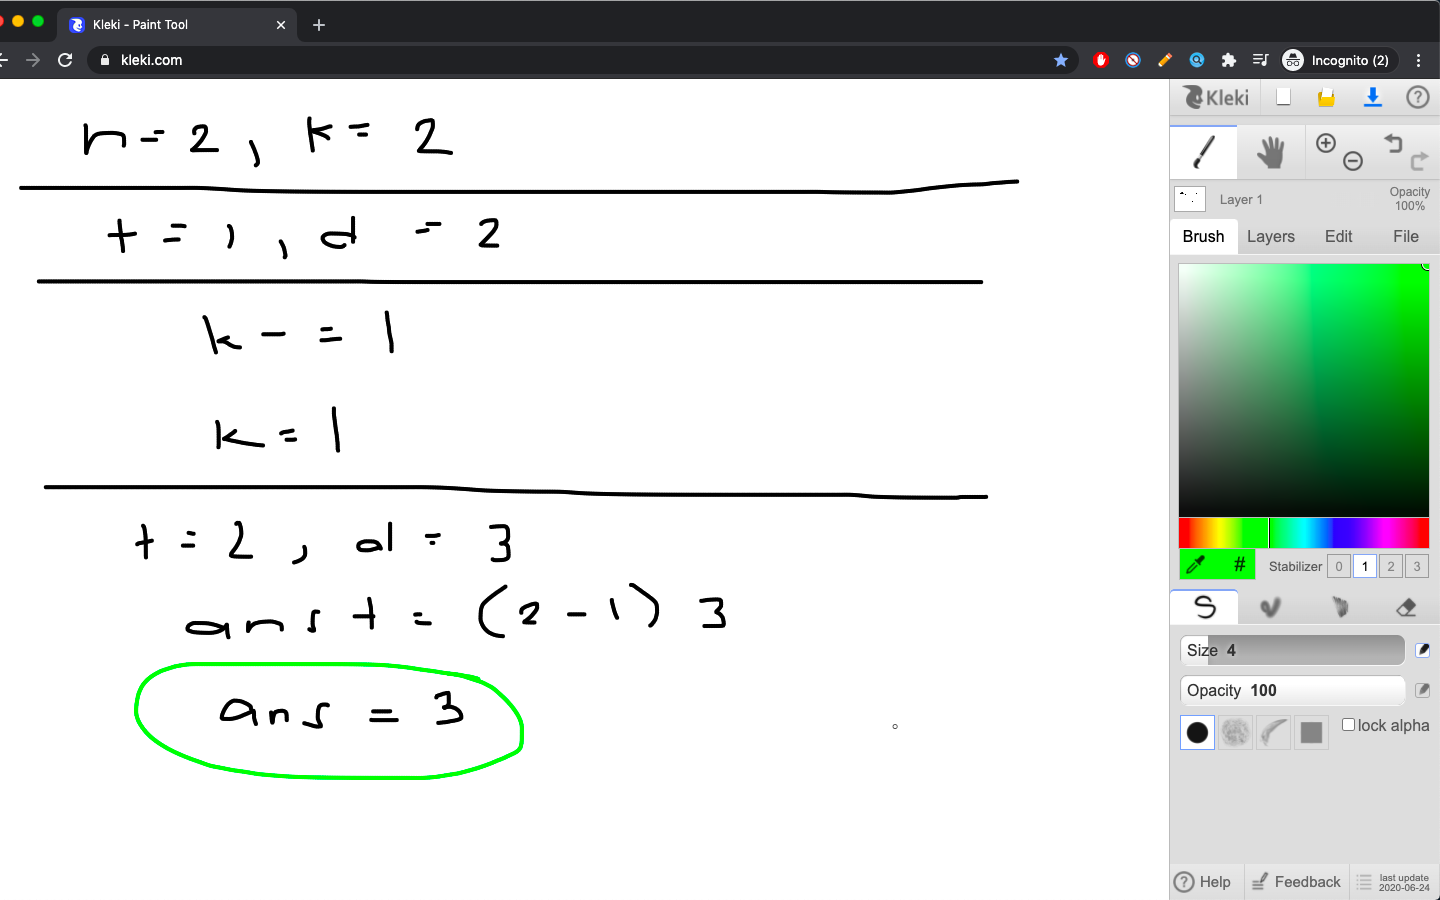 Kleki - Paint Tool
kleki.com
Incognito (2)
n = 2 , k = 2
t = 1 , d = 2
k - = 1
k = 1
t = 2 , d = 3
ans + = (2 - 1) 3
ans = 3
Kleki
Layer 1
Opacity
100%
Brush Layers Edit File
# Stabilizer 0 1 2 3
Size 4
Opacity 100
lock alpha
Help Feedback last update
2020-06-24